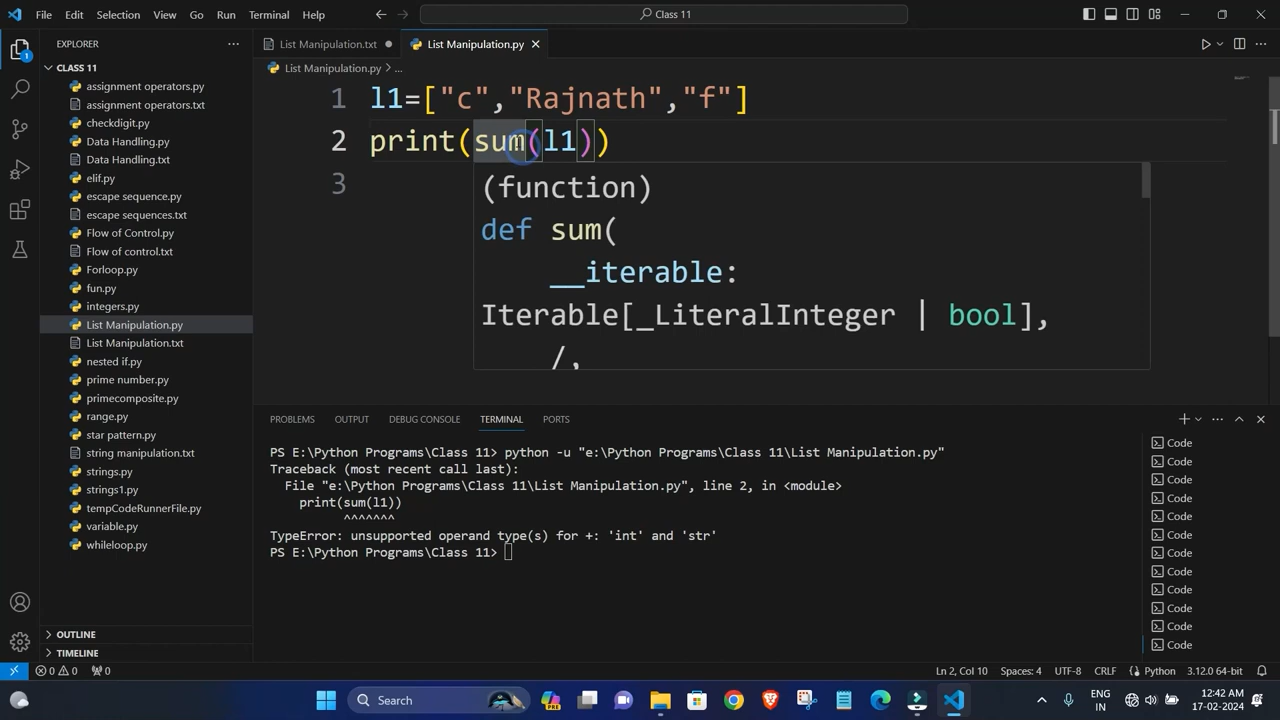 File Edit Selection View Go Run Terminal Help
Class 11
EXPLORER
CLASS 11
assignment operators.py
assignment operators.txt
checkdigit.py
Data Handling.py
Data Handling.txt
elif.py
escape sequence.py
escape sequences.txt
Flow of Control.py
Flow of control.txt
Forloop.py
fun.py
integers.py
List Manipulation.py
List Manipulation.txt
nested if.py
prime number.py
primecomposite.py
range.py
star pattern.py
string manipulation.txt
strings.py
strings1.py
tempCodeRunnerFile.py
variable.py
whileloop.py
OUTLINE
TIMELINE
1
List Manipulation.txt
List Manipulation.py
List Manipulation.py > ...
1 l1=["c","Rajnath","f"]
2 print(sum(l1))
3
(function)
def sum(
__iterable:
Iterable[_LiteralInteger | bool],
/,
PROBLEMS OUTPUT DEBUG CONSOLE TERMINAL PORTS
PS E:\Python Programs\Class 11> python -u "e:\Python Programs\Class 11\List Manipulation.py"
Traceback (most recent call last):
File "e:\Python Programs\Class 11\List Manipulation.py", line 2, in <module>
print(sum(l1))
^^^^^^^
TypeError: unsupported operand type(s) for +: 'int' and 'str'
PS E:\Python Programs\Class 11>
Code
Code
Code
Code
Code
Code
Code
Code
Code
Code
Code
Code
0 0 0
Ln 2, Col 10 Spaces: 4 UTF-8 CRLF Python 3.12.0 64-bit
Search
PRE
ENG
IN
12:42 AM
17-02-2024